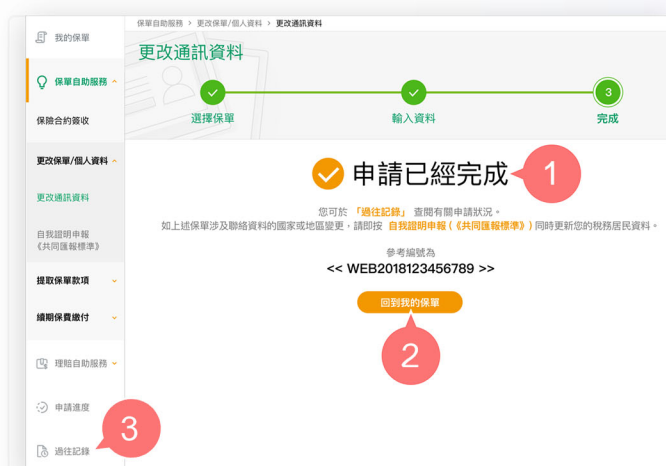 保單自助服務 › 更改保單/個人資料 › 更改通訊資料
我的保單
保單自助服務
保險合約簽收
更改保單/個人資料
更改通訊資料
自我證明申報
《共同匯報標準》
提取保單款項
續期保費繳付
理賠自助服務
申請進度
過往記錄
3
更改通訊資料
3
選擇保單
輸入資料
完成
申請已經完成
1
您可於「過往記錄」查閱有關申請狀況。
如上述保單涉及聯絡資料的國家或地區變更，請即按 自我證明申報 (《共同匯報標準》) 同時更新您的稅務居民資料。
參考編號為
<< WEB2018123456789 >>
回到我的保單
2